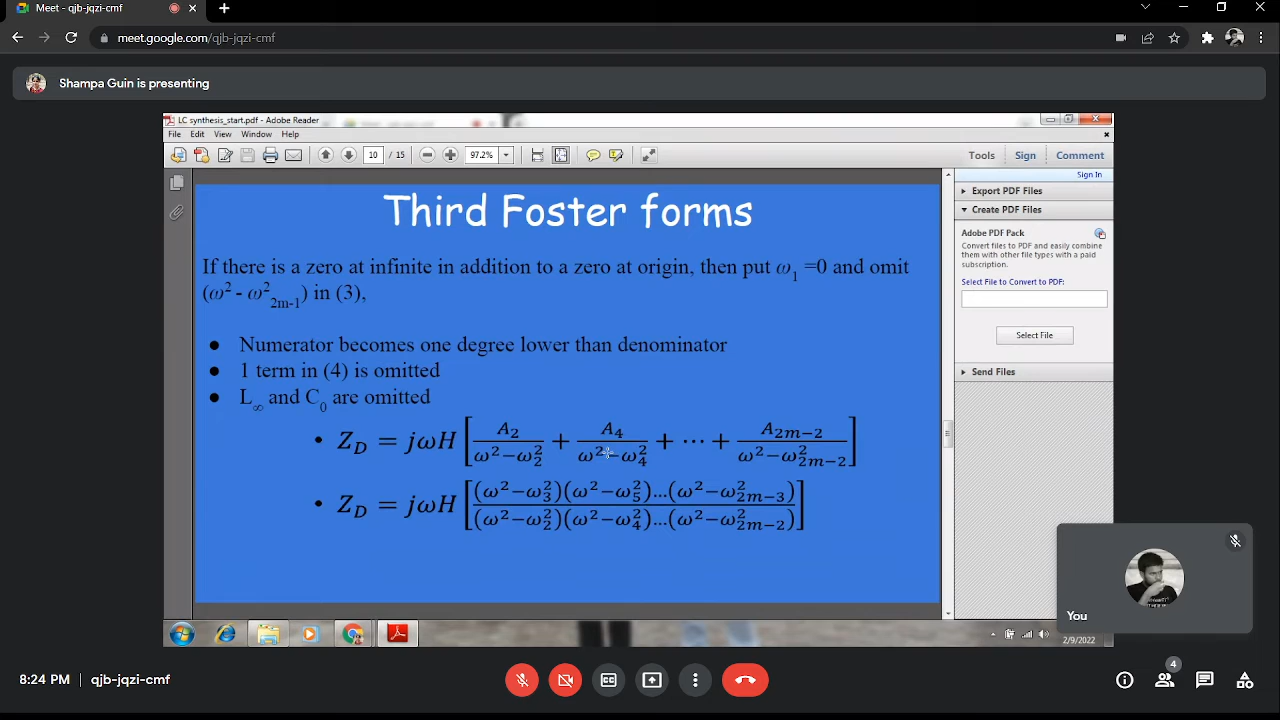 Meet - qjb-jqzi-cmf
meet.google.com/qjb-jqzi-cmf
Shampa Guin is presenting
LC synthesis_start.pdf - Adobe Reader
File Edit View Window Help
10 / 15 97.2% Tools Sign Comment
Sign In
Third Foster forms
If there is a zero at infinite in addition to a zero at origin, then put ω₁ =0 and omit
(ω² - ω²₂ₘ₋₁) in (3),
● Numerator becomes one degree lower than denominator
● 1 term in (4) is omitted
● L∞ and C₀ are omitted
• Z_D = jωH [A₂/(ω²−ω₂²) + A₄/(ω²−ω₄²) + ⋯ + A₂ₘ₋₂/(ω²−ω²₂ₘ₋₂)]
• Z_D = jωH [(ω²−ω₃²)(ω²−ω₅²)…(ω²−ω²₂ₘ₋₃)/(ω²−ω₂²)(ω²−ω₄²)…(ω²−ω²₂ₘ₋₂)]
Export PDF Files
Create PDF Files
Adobe PDF Pack
Convert files to PDF and easily combine
them with other file types with a paid
subscription.
Select File to Convert to PDF:
Select File
Send Files
You
2/9/2022
8:24 PM | qjb-jqzi-cmf
4